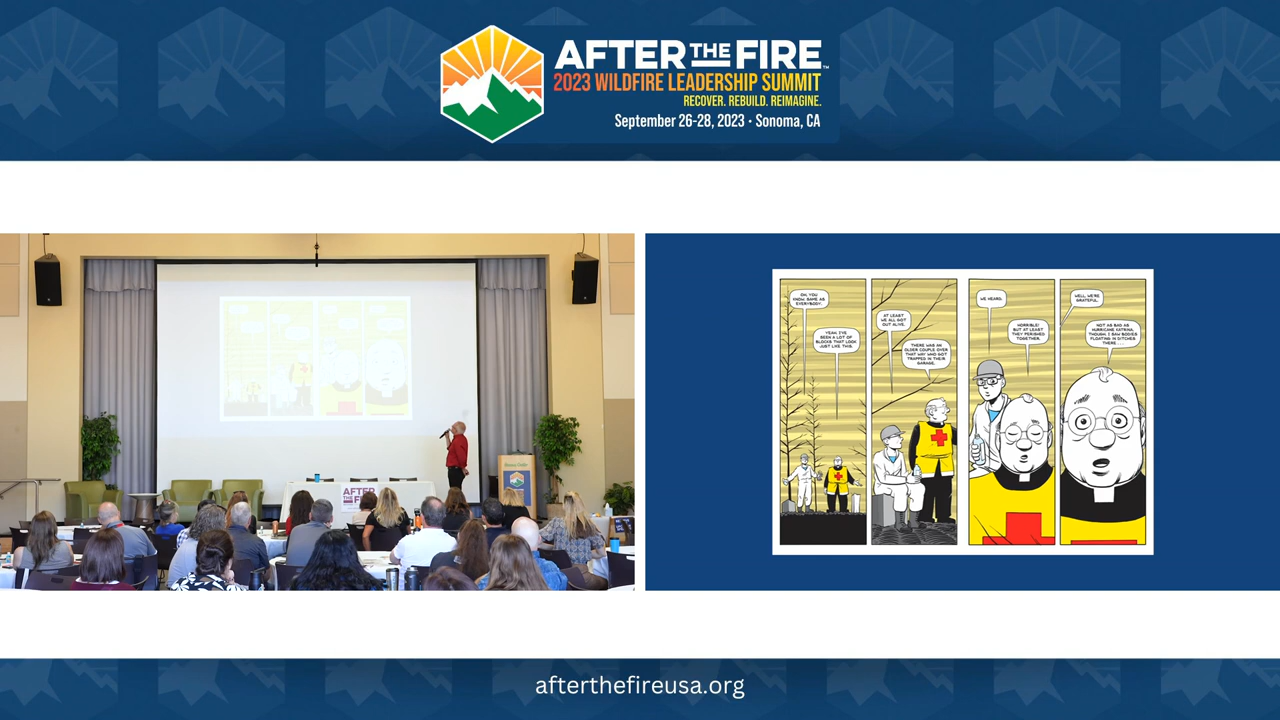 AFTER THE FIRE™
2023 WILDFIRE LEADERSHIP SUMMIT
RECOVER. REBUILD. REIMAGINE.
September 26-28, 2023 • Sonoma, CA
AFTER
THE FI
OH, YOU
KNOW. SAME AS
EVERYBODY.
YEAH. I'VE
SEEN A LOT OF
BLOCKS THAT LOOK
JUST LIKE THIS.
AT LEAST
WE ALL GOT
OUT ALIVE.
THERE WAS AN
OLDER COUPLE OVER
THAT WAY WHO GOT
TRAPPED IN THEIR
GARAGE.
WE HEARD.
HORRIBLE!
BUT AT LEAST
THEY PERISHED
TOGETHER.
WELL, WE'RE
GRATEFUL.
NOT AS BAD AS
HURRICANE KATRINA,
THOUGH. I SAW BODIES
FLOATING IN DITCHES
THERE...
afterthefireusa.org